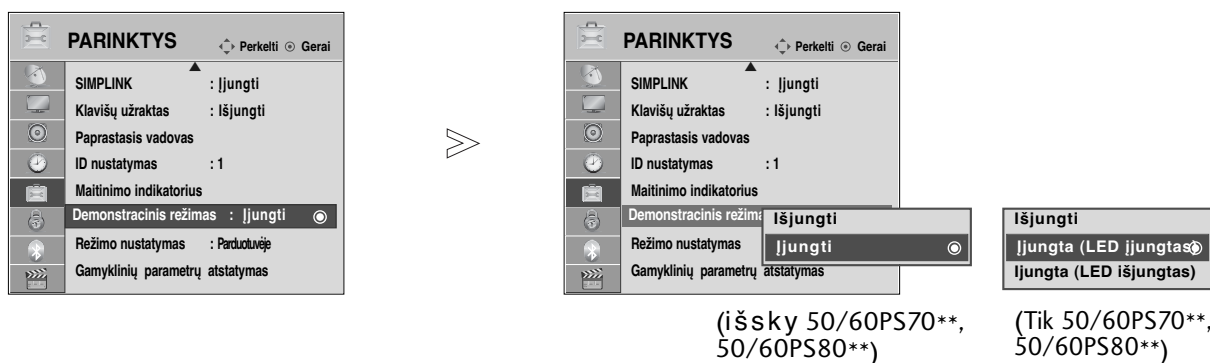 PARINKTYS Perkelti Gerai
SIMPLINK : Įjungti
Klavišų užraktas : Išjungti
Paprastasis vadovas
ID nustatymas : 1
Maitinimo indikatorius
Demonstracinis režimas : Įjungti
Režimo nustatymas : Parduotuvėje
Gamyklinių parametrų atstatymas
PARINKTYS Perkelti Gerai
SIMPLINK : Įjungti
Klavišų užraktas : Išjungti
Paprastasis vadovas
ID nustatymas : 1
Maitinimo indikatorius
Demonstracinis režima
Režimo nustatymas
Gamyklinių parametrų atstatymas
Išjungti
Įjungti
(išsky 50/60PS70**,
50/60PS80**)
Išjungti
Įjungta (LED įjungtas)
Ijungta (LED išjungtas)
(Tik 50/60PS70**,
50/60PS80**)